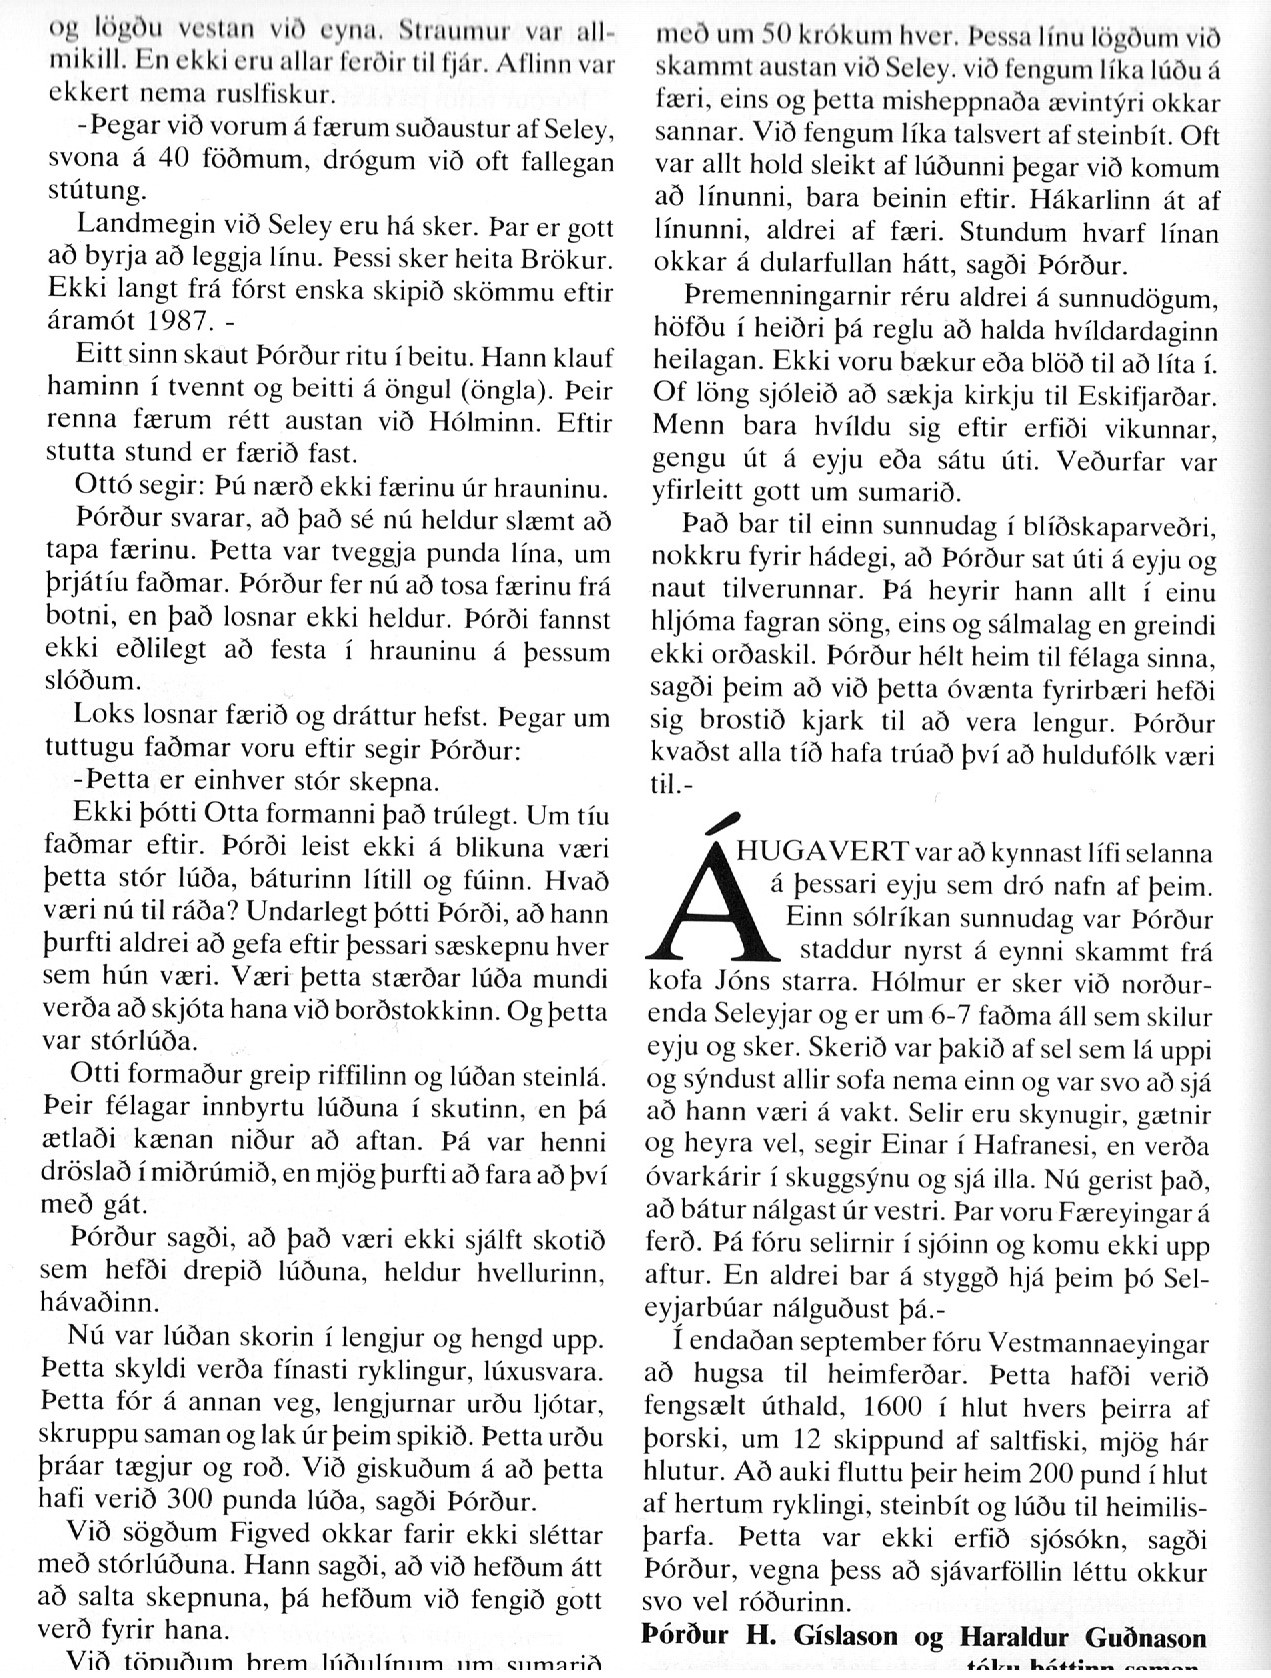 og lögðu vestan við eyna. Straumur var all-
mikill. En ekki eru allar ferðir til fjár. Aflinn var
ekkert nema ruslfiskur.
-Þegar við vorum á færum suðaustur af Seley,
svona á 40 föðmum, drógum við oft fallegan
stútung.
Landmegin við Seley eru há sker. Þar er gott
að byrja að leggja línu. Þessi sker heita Brökur.
Ekki langt frá fórst enska skipið skömmu eftir
áramót 1987. -
Eitt sinn skaut Þórður ritu í beitu. Hann klauf
haminn í tvennt og beitti á öngul (öngla). Þeir
renna færum rétt austan við Hólminn. Eftir
stutta stund er færið fast.
Ottó segir: Þú nærð ekki færinu úr hrauninu.
Þórður svarar, að það sé nú heldur slæmt að
tapa færinu. Þetta var tveggja punda lína, um
þrjátíu faðmar. Þórður fer nú að tosa færinu frá
botni, en það losnar ekki heldur. Þórði fannst
ekki eðlilegt að festa í hrauninu á þessum
slóðum.
Loks losnar færið og dráttur hefst. Þegar um
tuttugu faðmar voru eftir segir Þórður:
-Þetta er einhver stór skepna.
Ekki þótti Otta formanni það trúlegt. Um tíu
faðmar eftir. Þórði leist ekki á blikuna væri
þetta stór lúða, báturinn lítill og fúinn. Hvað
væri nú til ráða? Undarlegt þótti Þórði, að hann
þurfti aldrei að gefa eftir þessari sæskepnu hver
sem hún væri. Væri þetta stærðar lúða mundi
verða að skjóta hana við borðstokkinn. Og þetta
var stórlúða.
Otti formaður greip riffilinn og lúðan steinlá.
Þeir félagar innbyrtu lúðuna í skutinn, en þá
ætlaði kænan niður að aftan. Þá var henni
dröslað í miðrúmið, en mjög þurfti að fara að því
með gát.
Þórður sagði, að það væri ekki sjálft skotið
sem hefði drepið lúðuna, heldur hvellurinn,
hávaðinn.
Nú var lúðan skorin í lengjur og hengd upp.
Þetta skyldi verða fínasti ryklingur, lúxusvara.
Þetta fór á annan veg, lengjurnar urðu ljótar,
skruppu saman og lak úr þeim spikið. Þetta urðu
þráar tægjur og roð. Við giskuðum á að þetta
hafi verið 300 punda lúða, sagði Þórður.
Við sögðum Figved okkar farir ekki sléttar
með stórlúðuna. Hann sagði, að við hefðum átt
að salta skepnuna, þá hefðum við fengið gott
verð fyrir hana.
Við töpuðum þrem lúðulínum um sumarið
með um 50 krókum hver. Þessa línu lögðum við
skammt austan við Seley. við fengum líka lúðu á
færi, eins og þetta misheppnaða ævintýri okkar
sannar. Við fengum líka talsvert af steinbít. Oft
var allt hold sleikt af lúðunni þegar við komum
að línunni, bara beinin eftir. Hákarlinn át af
línunni, aldrei af færi. Stundum hvarf línan
okkar á dularfullan hátt, sagði Þórður.
Þremenningarnir réru aldrei á sunnudögum,
höfðu í heiðri þá reglu að halda hvíldardaginn
heilagan. Ekki voru bækur eða blöð til að líta í.
Of löng sjóleið að sækja kirkju til Eskifjarðar.
Menn bara hvíldu sig eftir erfiði vikunnar,
gengu út á eyju eða sátu úti. Veðurfar var
yfirleitt gott um sumarið.
Það bar til einn sunnudag í blíðskaparveðri,
nokkru fyrir hádegi, að Þórður sat úti á eyju og
naut tilverunnar. Þá heyrir hann allt í einu
hljóma fagran söng, eins og sálmalag en greindi
ekki orðaskil. Þórður hélt heim til félaga sinna,
sagði þeim að við þetta óvænta fyrirbæri hefði
sig brostið kjark til að vera lengur. Þórður
kvaðst alla tíð hafa trúað því að huldufólk væri
til.-
ÁHUGAVERT var að kynnast lífi selanna
á þessari eyju sem dró nafn af þeim.
Einn sólríkan sunnudag var Þórður
staddur nyrst á eynni skammt frá
kofa Jóns starra. Hólmur er sker við norður-
enda Seleyjar og er um 6-7 faðma áll sem skilur
eyju og sker. Skerið var þakið af sel sem lá uppi
og sýndust allir sofa nema einn og var svo að sjá
að hann væri á vakt. Selir eru skynugir, gætnir
og heyra vel, segir Einar í Hafranesi, en verða
óvarkárir í skuggsýnu og sjá illa. Nú gerist það,
að bátur nálgast úr vestri. Þar voru Færeyingar á
ferð. Þá fóru selirnir í sjóinn og komu ekki upp
aftur. En aldrei bar á styggð hjá þeim þó Sel-
eyjarbúar nálguðust þá.-
Í endaðan september fóru Vestmannaeyingar
að hugsa til heimferðar. Þetta hafði verið
fengsælt úthald, 1600 í hlut hvers þeirra af
þorski, um 12 skippund af saltfiski, mjög hár
hlutur. Að auki fluttu þeir heim 200 pund í hlut
af hertum ryklingi, steinbít og lúðu til heimilis-
þarfa. Þetta var ekki erfið sjósókn, sagði
Þórður, vegna þess að sjávarföllin léttu okkur
svo vel róðurinn.
Þórður H. Gíslason og Haraldur Guðnason
tóku þáttinn saman.